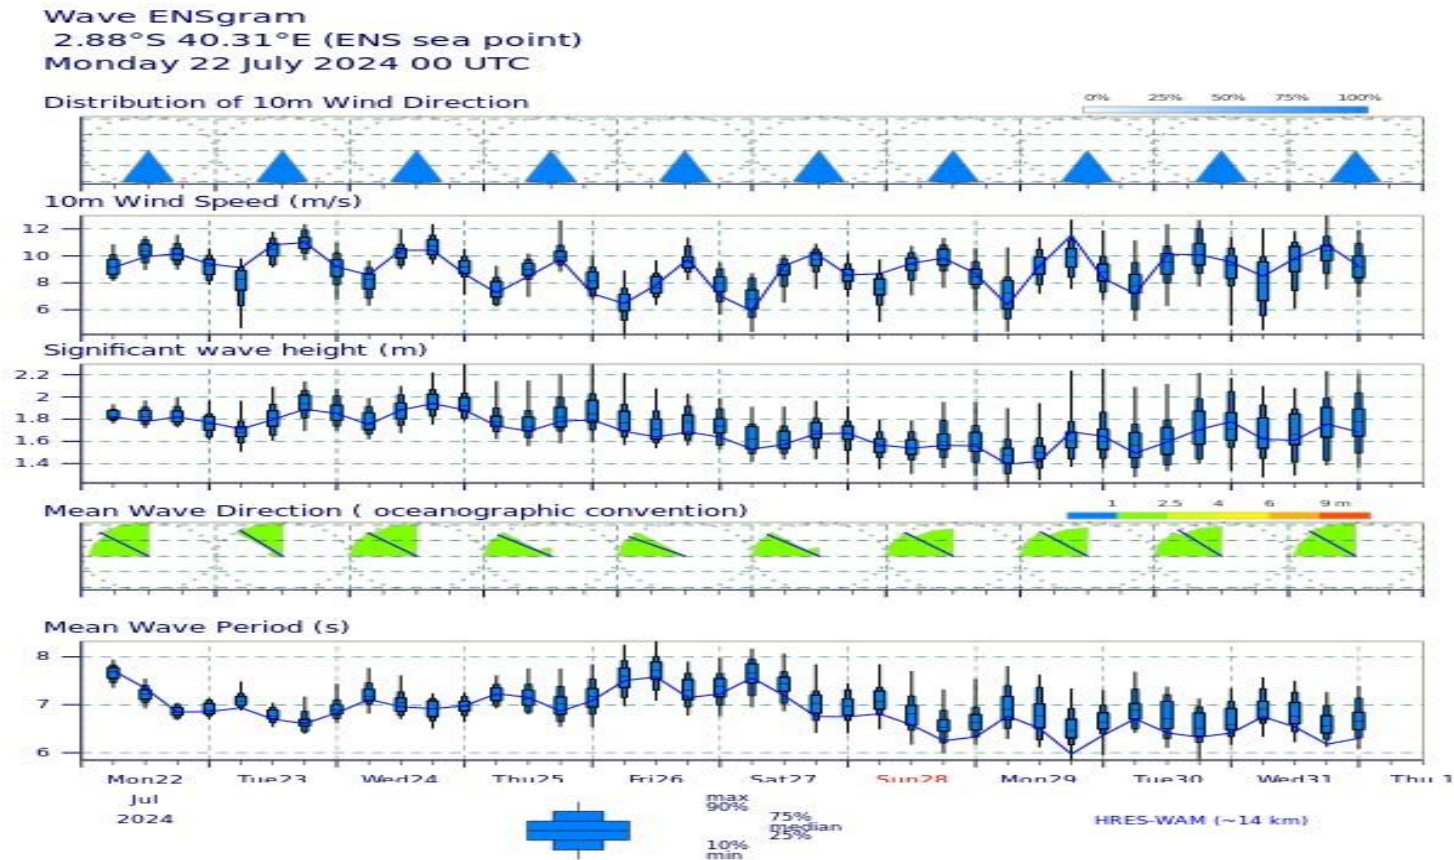 Wave ENSgram
2.88°S 40.31°E (ENS sea point)
Monday 22 July 2024 00 UTC
Distribution of 10m Wind Direction
0% 25% 50% 75% 100%
10m Wind Speed (m/s)
12
10
8
6
Significant wave height (m)
2.2
2
1.8
1.6
1.4
Mean Wave Direction ( oceanographic convention)
1 2.5 4 6 9 m
Mean Wave Period (s)
8
7
6
Mon22 Tue23 Wed24 Thu25 Fri26 Sat27 Sun28 Mon29 Tue30 Wed31 Thu 1
Jul
2024
max
90%
75%
median
25%
10%
min
HRES-WAM (~14 km)